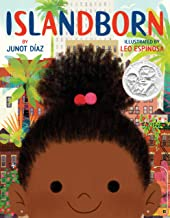 ISLANDBORN
BY
JUNOT DÍAZ
ILLUSTRATED BY
LEO ESPINOSA